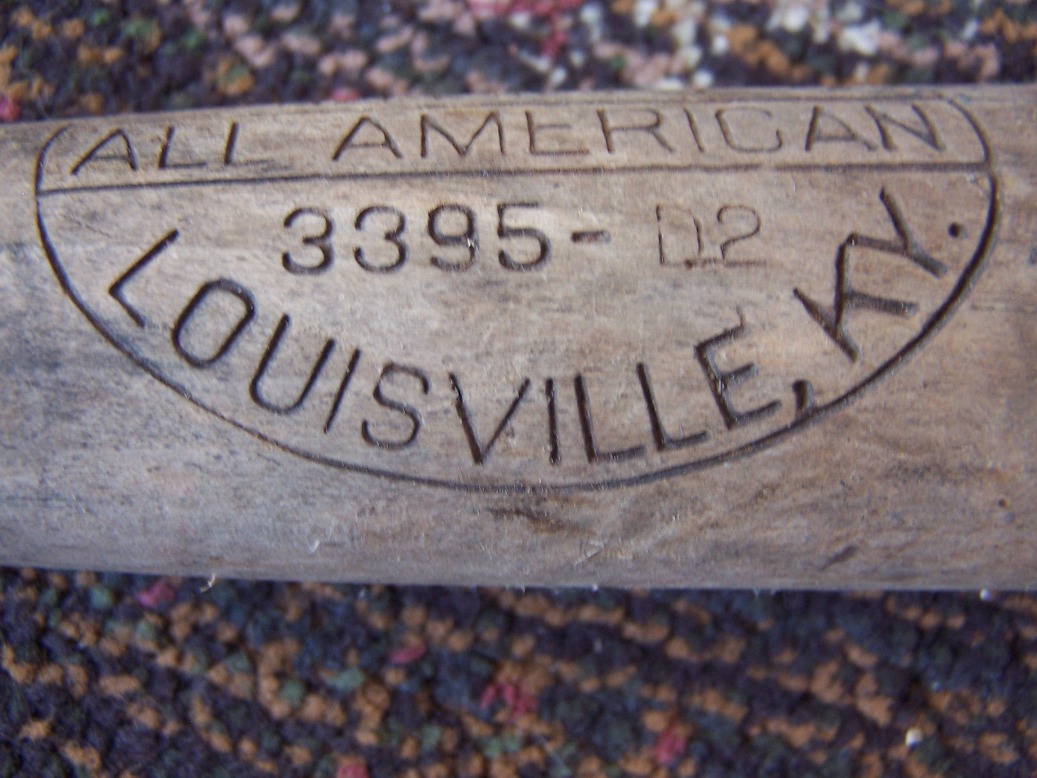 ALL AMERICAN
3395- D2
LOUISVILLE, KY.